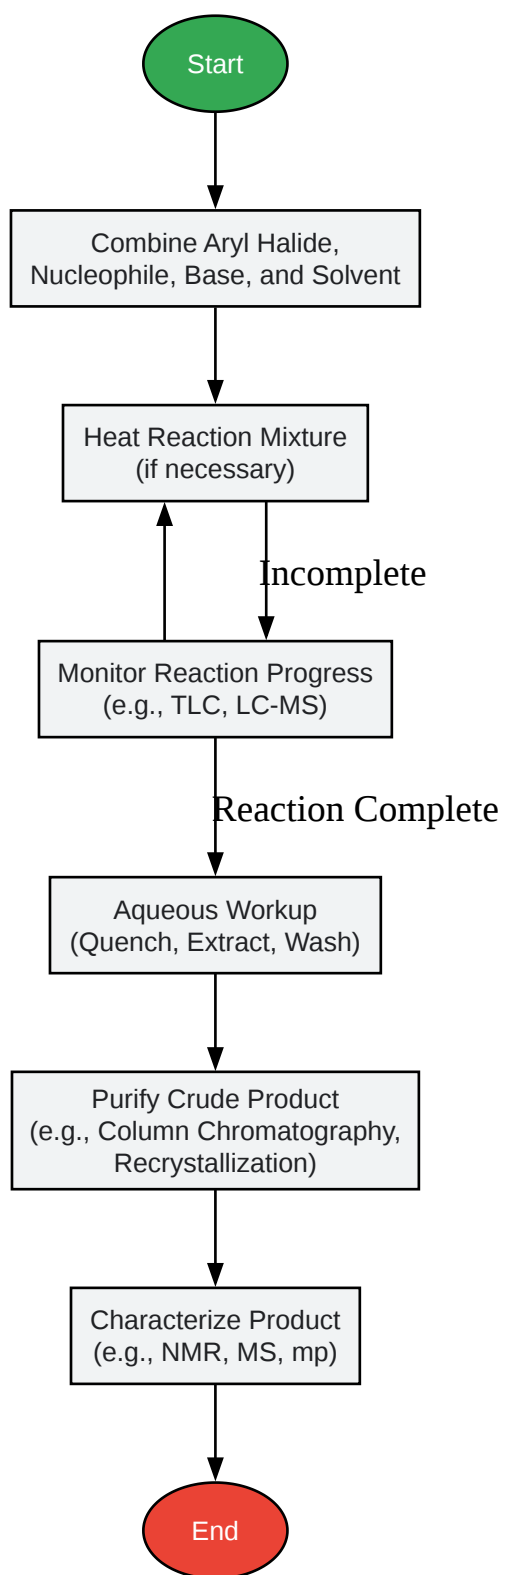 Start
Combine Aryl Halide,
Nucleophile, Base, and Solvent
Heat Reaction Mixture
(if necessary)
Incomplete
Monitor Reaction Progress
(e.g., TLC, LC-MS)
Reaction Complete
Aqueous Workup
(Quench, Extract, Wash)
Purify Crude Product
(e.g., Column Chromatography,
Recrystallization)
Characterize Product
(e.g., NMR, MS, mp)
End